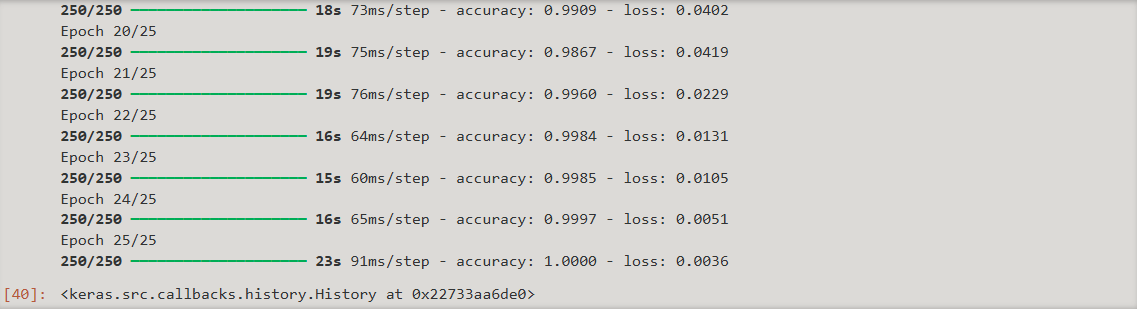 250/250 ━━━━━━━━━━━━━━━━━━━━ 18s 73ms/step - accuracy: 0.9909 - loss: 0.0402
Epoch 20/25
250/250 ━━━━━━━━━━━━━━━━━━━━ 19s 75ms/step - accuracy: 0.9867 - loss: 0.0419
Epoch 21/25
250/250 ━━━━━━━━━━━━━━━━━━━━ 19s 76ms/step - accuracy: 0.9960 - loss: 0.0229
Epoch 22/25
250/250 ━━━━━━━━━━━━━━━━━━━━ 16s 64ms/step - accuracy: 0.9984 - loss: 0.0131
Epoch 23/25
250/250 ━━━━━━━━━━━━━━━━━━━━ 15s 60ms/step - accuracy: 0.9985 - loss: 0.0105
Epoch 24/25
250/250 ━━━━━━━━━━━━━━━━━━━━ 16s 65ms/step - accuracy: 0.9997 - loss: 0.0051
Epoch 25/25
250/250 ━━━━━━━━━━━━━━━━━━━━ 23s 91ms/step - accuracy: 1.0000 - loss: 0.0036
[40]: <keras.src.callbacks.history.History at 0x22733aa6de0>